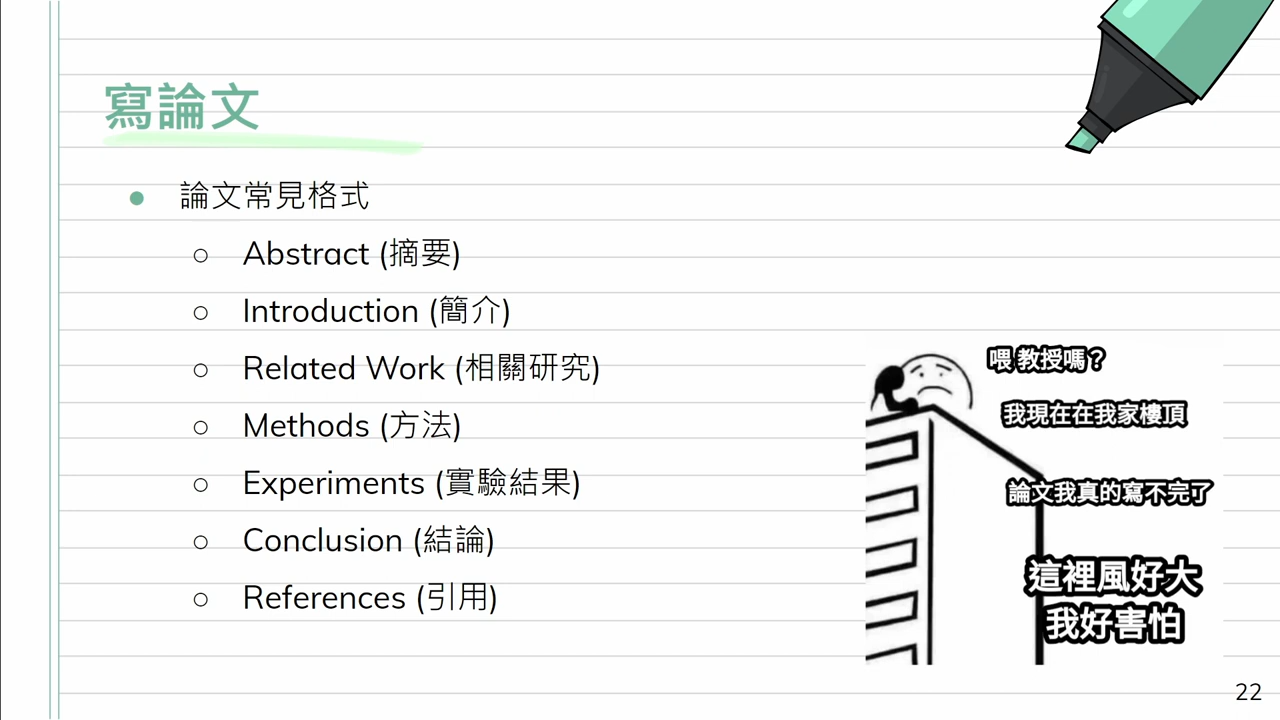 寫論文
論文常見格式
Abstract (摘要)
Introduction (簡介)
Related Work (相關研究)
Methods (方法)
Experiments (實驗結果)
Conclusion (結論)
References (引用)
喂 教授嗎？
我現在在我家樓頂
論文我真的寫不完了
這裡風好大
我好害怕
22